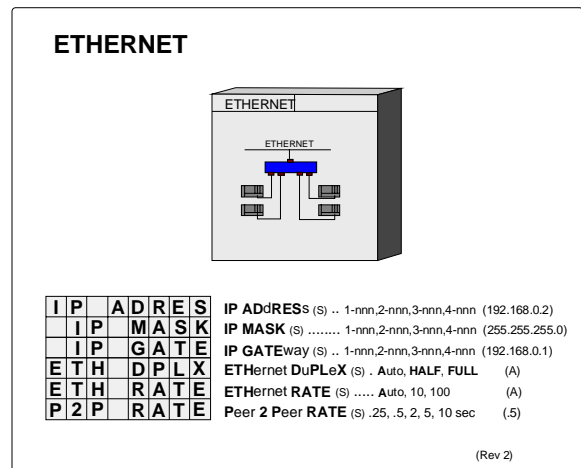 ETHERNET
ETHERNET
ETHERNET
IP ADRES IP ADdRESs (S) .. 1-nnn,2-nnn,3-nnn,4-nnn (192.168.0.2)
IP MASK IP MASK (S) ........ 1-nnn,2-nnn,3-nnn,4-nnn (255.255.255.0)
IP GATE IP GATEway (S) .. 1-nnn,2-nnn,3-nnn,4-nnn (192.168.0.1)
ETH DPLX ETHernet DuPLeX (S) . Auto, HALF, FULL (A)
ETH RATE ETHernet RATE (S) ..... Auto, 10, 100 (A)
P2P RATE Peer 2 Peer RATE (S) .25, .5, 2, 5, 10 sec (.5)
(Rev 2)